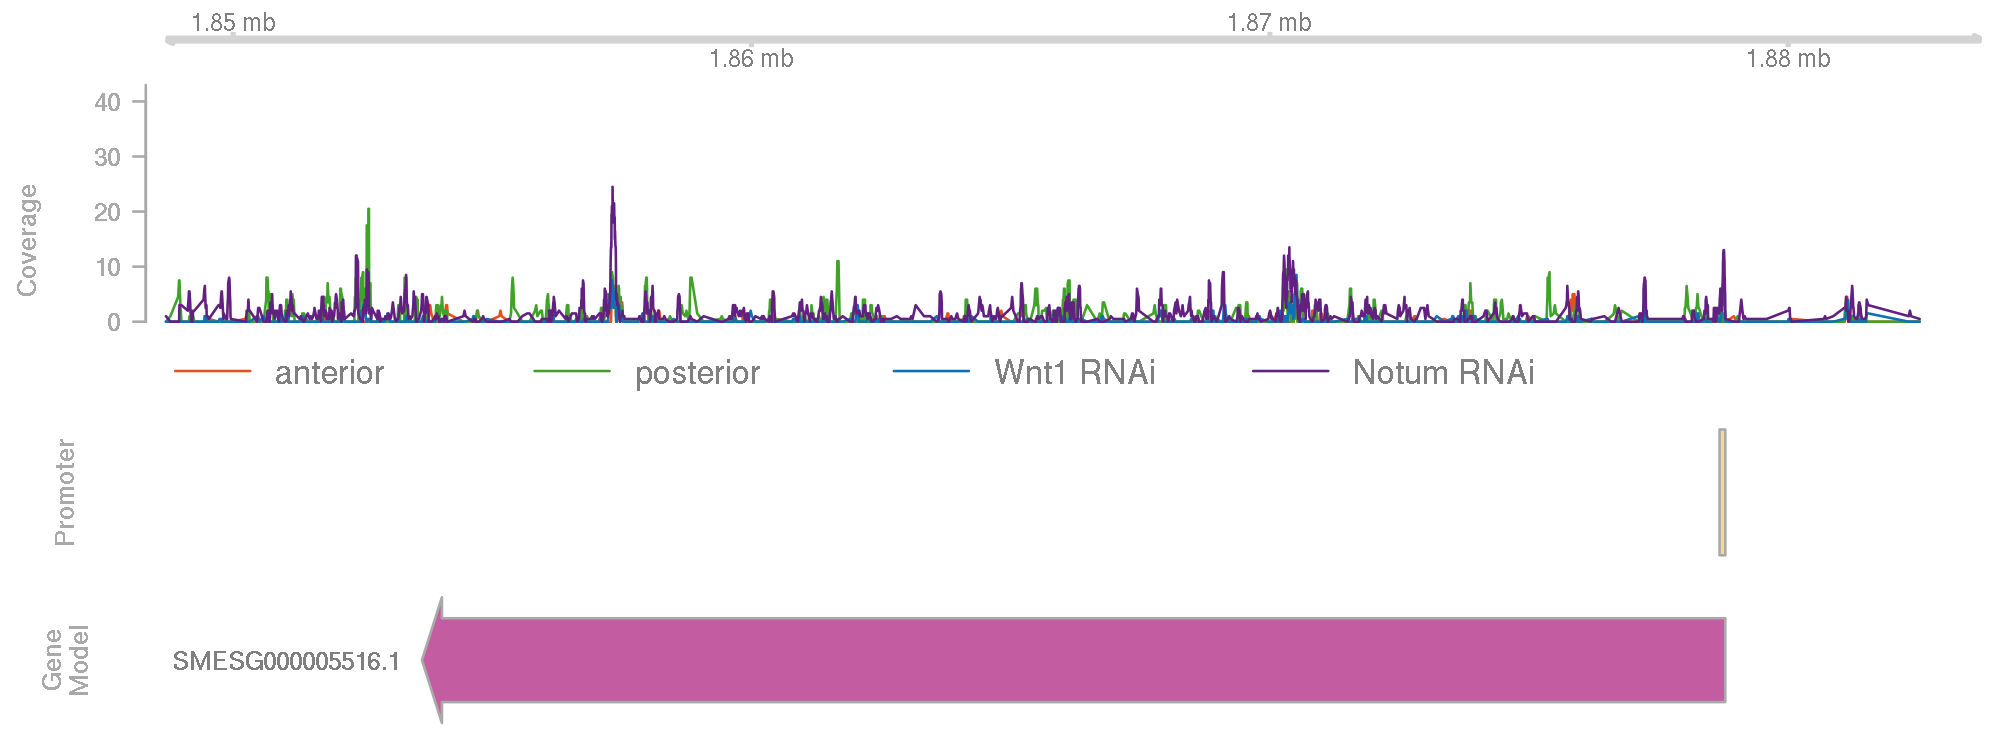 1.85 mb
1.87 mb
1.86 mb
1.88 mb
Coverage
40
30
20
10
0
anterior posterior Wnt1 RNAi Notum RNAi
Promoter
Gene
Model
SMESG000005516.1